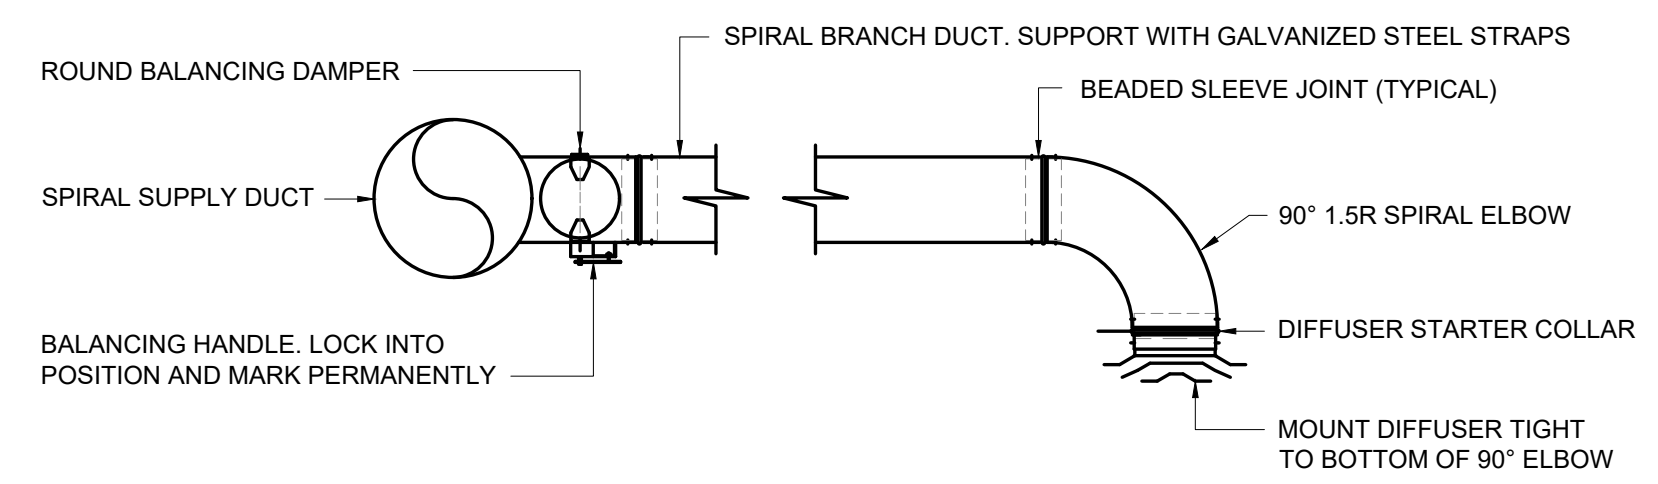 SPIRAL BRANCH DUCT. SUPPORT WITH GALVANIZED STEEL STRAPS
ROUND BALANCING DAMPER
BEADED SLEEVE JOINT (TYPICAL)
SPIRAL SUPPLY DUCT
90° 1.5R SPIRAL ELBOW
DIFFUSER STARTER COLLAR
BALANCING HANDLE. LOCK INTO
POSITION AND MARK PERMANENTLY
MOUNT DIFFUSER TIGHT
TO BOTTOM OF 90° ELBOW